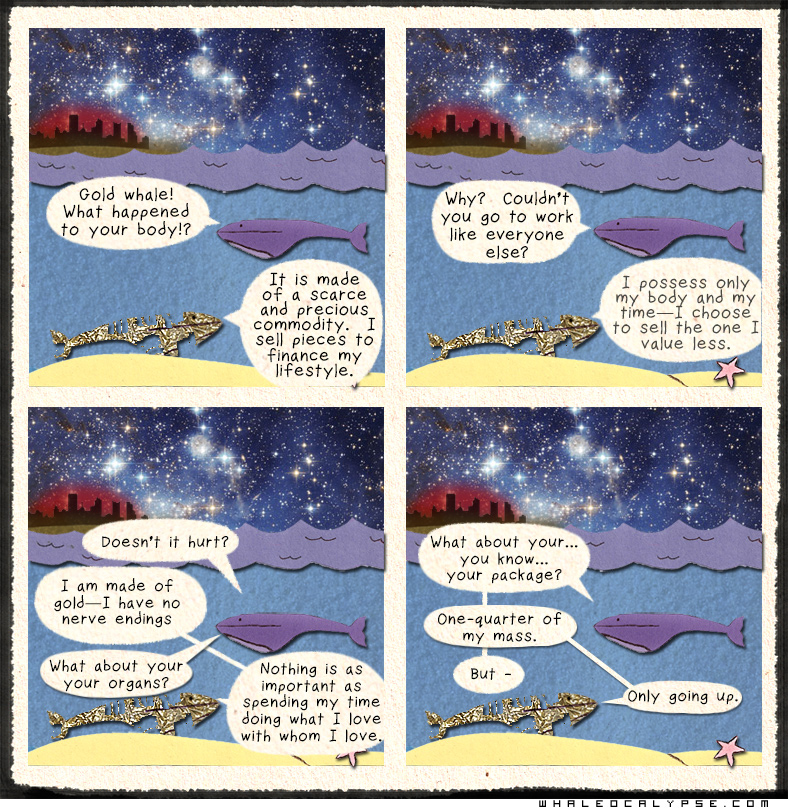 Gold whale!
What happened
to your body!?
It is made
of a scarce
and precious
commodity. I
sell pieces to
finance my
lifestyle.
Why? Couldn't
you go to work
like everyone
else?
I possess only
my body and my
time—I choose
to sell the one I
value less.
Doesn't it hurt?
I am made of
gold—I have no
nerve endings
What about your
your organs?
Nothing is as
important as
spending my time
doing what I love
with whom I love.
What about your...
you know...
your package?
One-quarter of
my mass.
But -
Only going up.
WHALEOCALYPSE.COM